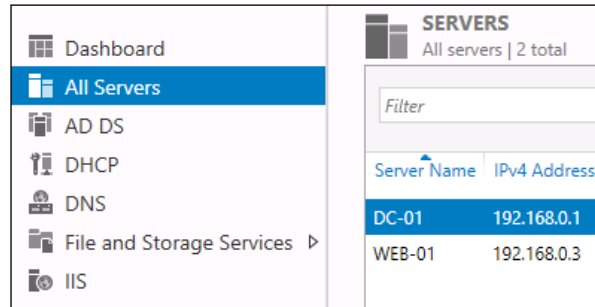 Dashboard
All Servers
AD DS
DHCP
DNS
File and Storage Services
IIS
SERVERS
All servers | 2 total
Filter
Server Name IPv4 Address
DC-01 192.168.0.1
WEB-01 192.168.0.3